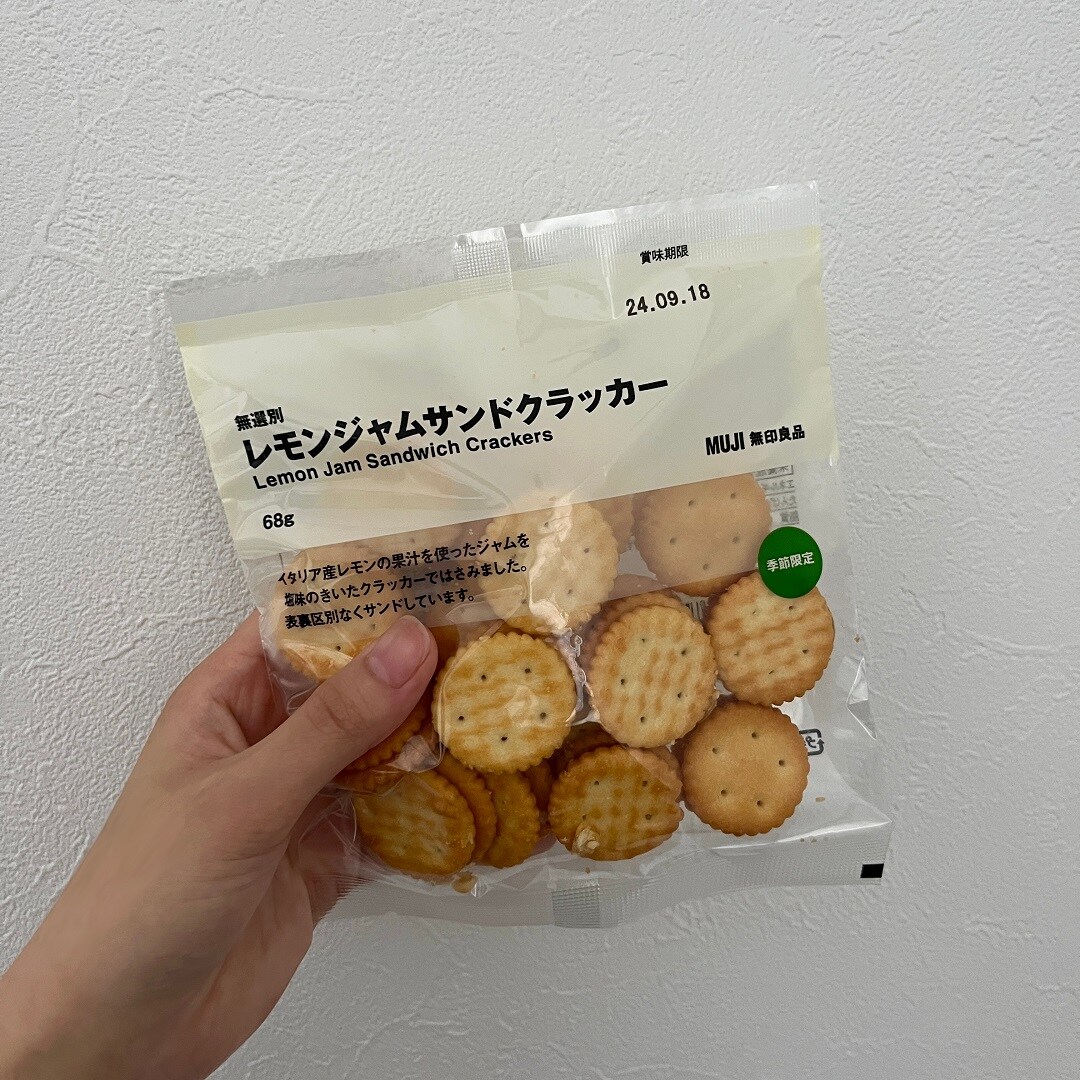 賞味期限
24.09.18
無選別
レモンジャムサンドクラッカー
Lemon Jam Sandwich Crackers
MUJI 無印良品
68g
イタリア産レモンの果汁を使ったジャムを
塩味のきいたクラッカーではさみました。
表裏区別なくサンドしています。
季節限定